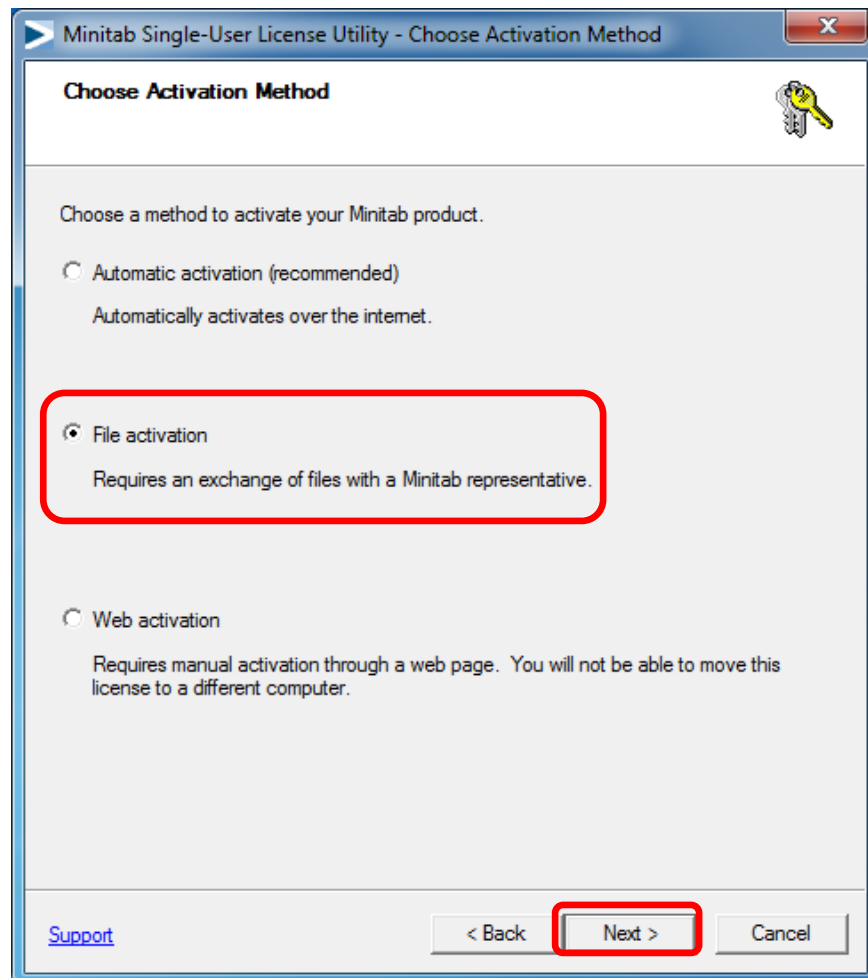 Minitab Single-User License Utility - Choose Activation Method
Choose Activation Method
Choose a method to activate your Minitab product.
Automatic activation (recommended)
Automatically activates over the internet.
File activation
Requires an exchange of files with a Minitab representative.
Web activation
Requires manual activation through a web page.  You will not be able to move this
license to a different computer.
Support
< Back
Next >
Cancel